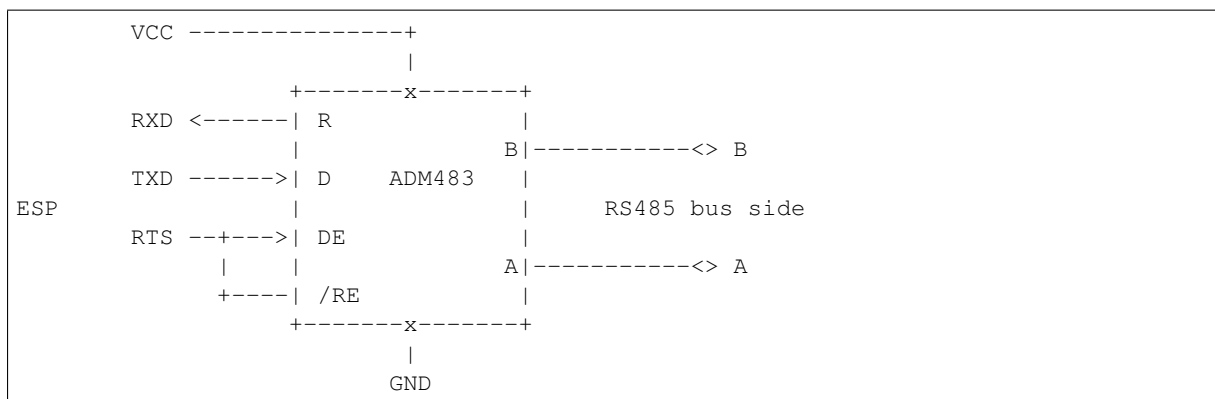 VCC ---------------+
|
+-------x-------+
RXD <------| R |
| B|-----------<> B
TXD ------>| D ADM483 |
ESP | | RS485 bus side
RTS --+--->| DE |
| | A|-----------<> A
+----| /RE |
+-------x-------+
|
GND